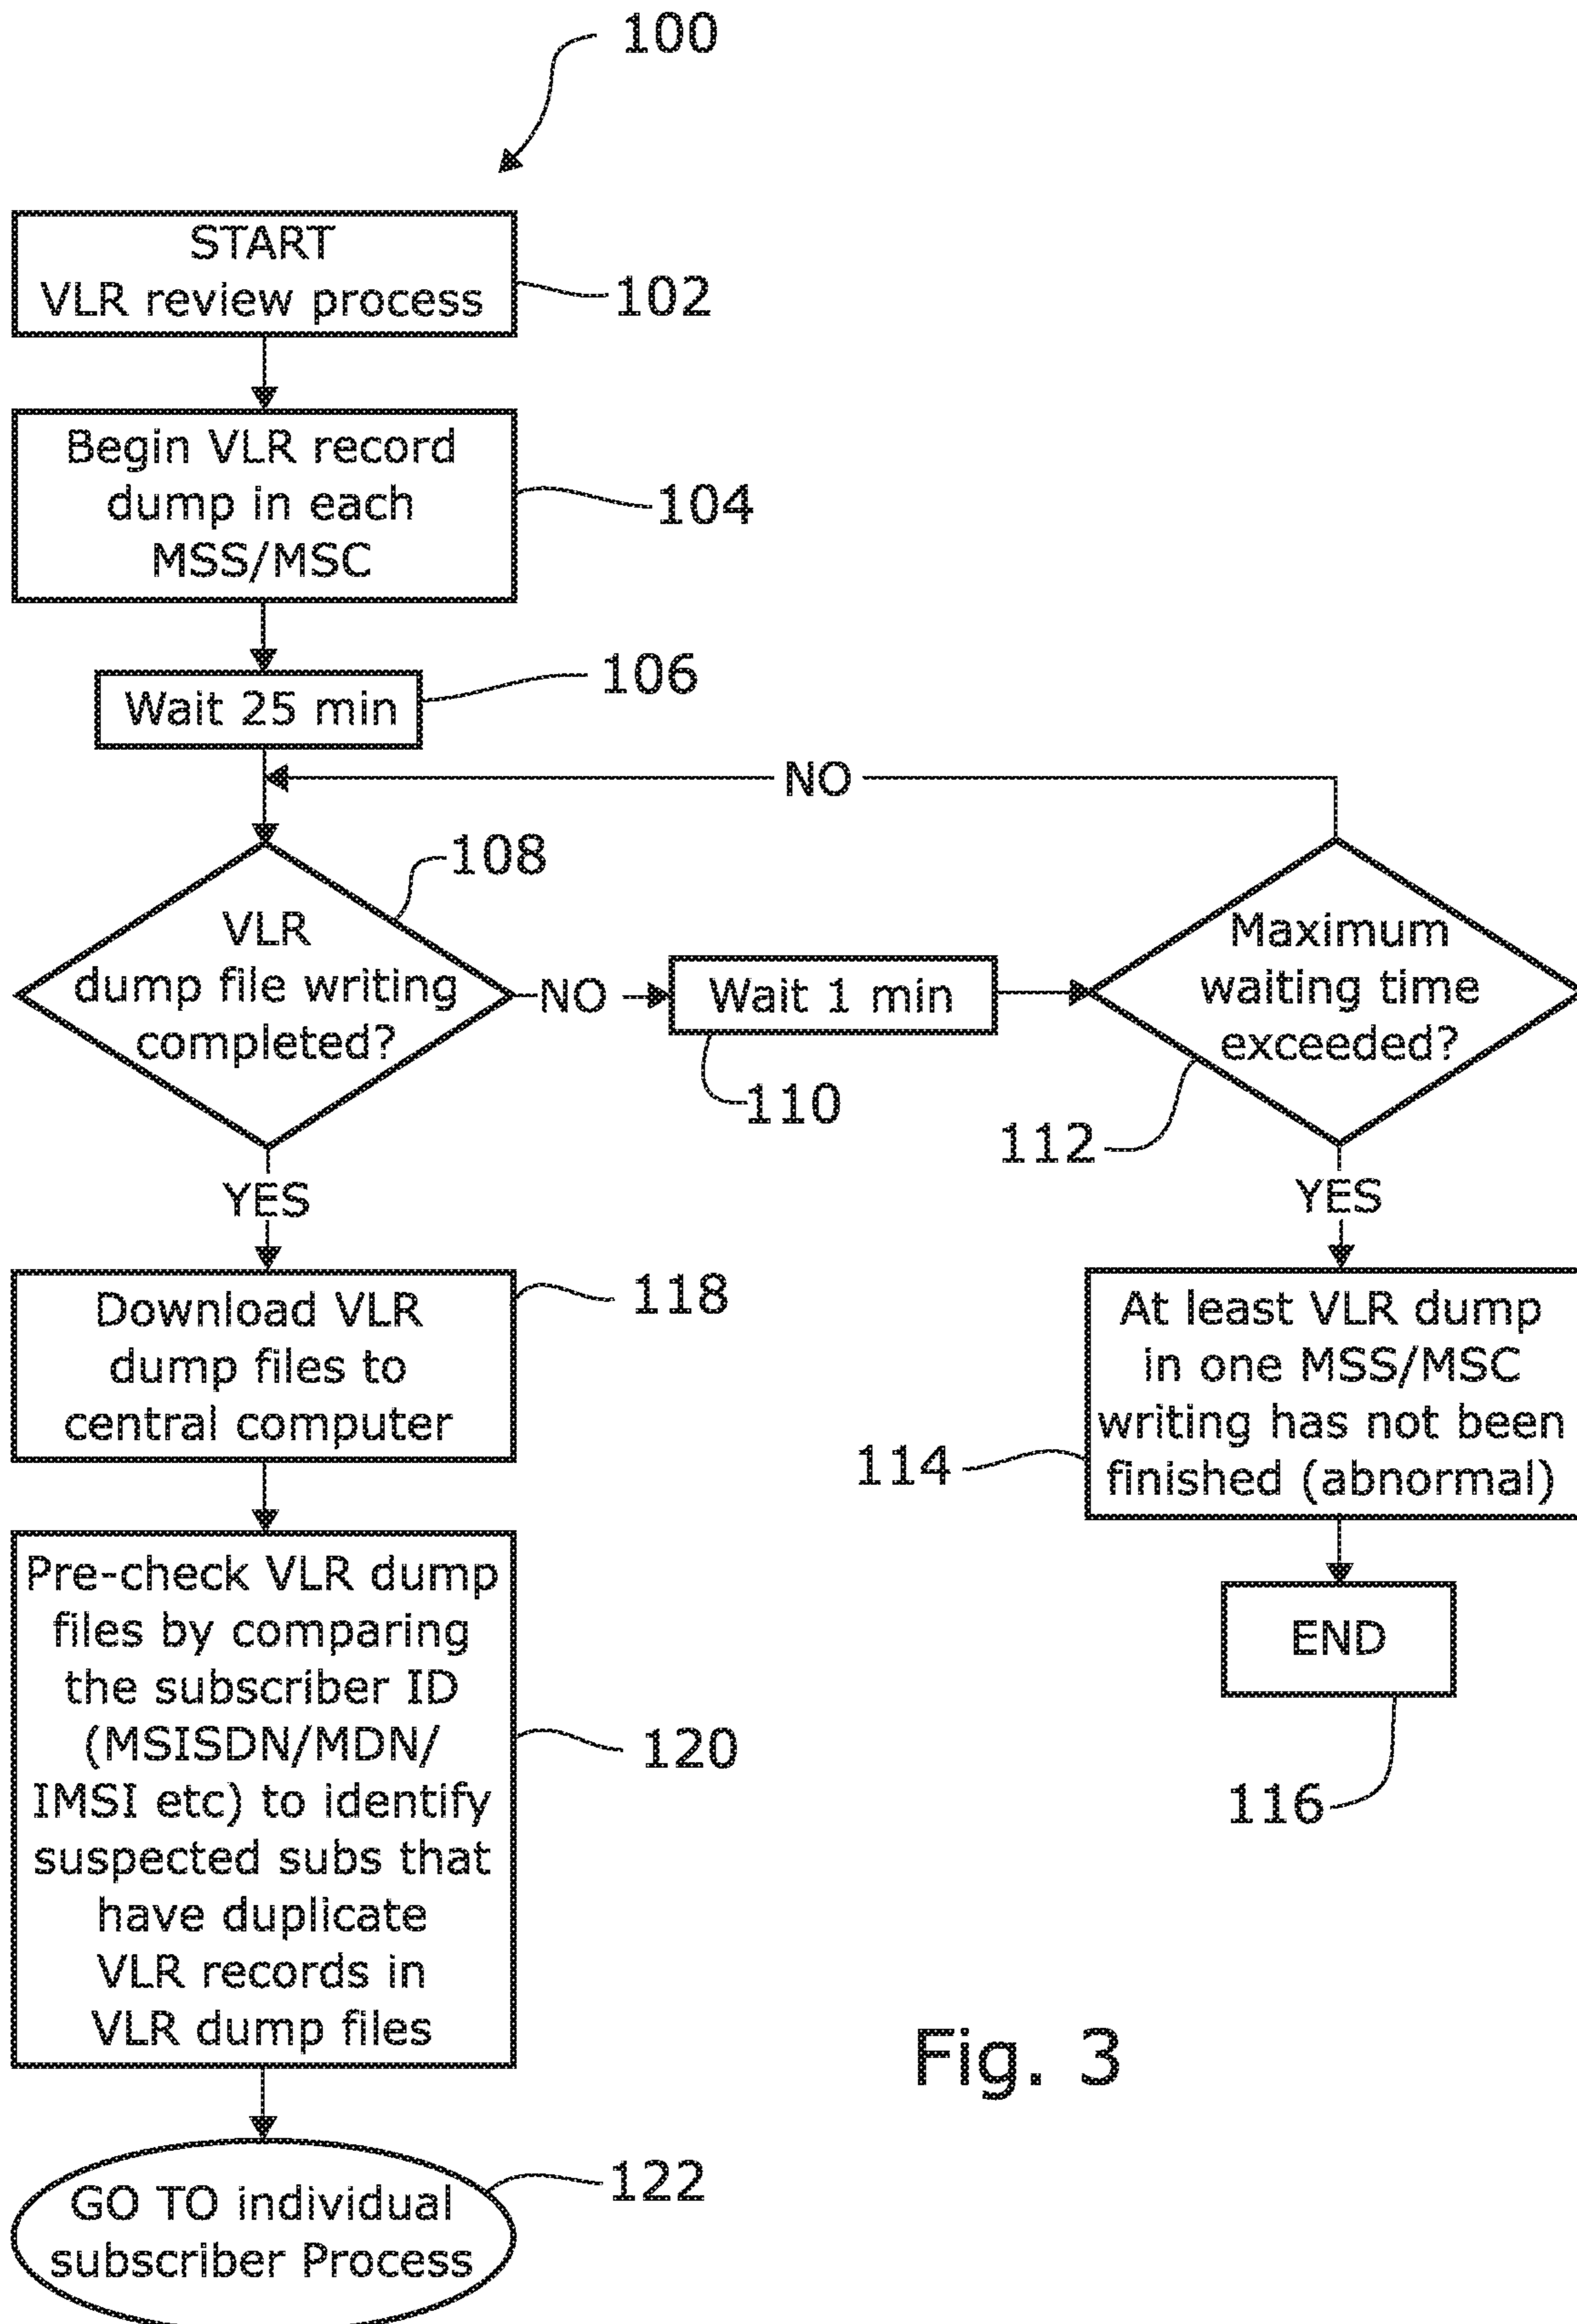 100
START
VLR review process
102
Begin VLR record
dump in each
MSS/MSC
104
Wait 25 min
106
NO
VLR
dump file writing
completed?
108
NO
Wait 1 min
110
Maximum
waiting time
exceeded?
112
YES
YES
Download VLR
dump files to
central computer
118
At least VLR dump
in one MSS/MSC
writing has not been
finished (abnormal)
114
END
116
Pre-check VLR dump
files by comparing
the subscriber ID
(MSISDN/MDN/
IMSI etc) to identify
suspected subs that
have duplicate
VLR records in
VLR dump files
120
GO TO individual
subscriber Process
122
Fig. 3